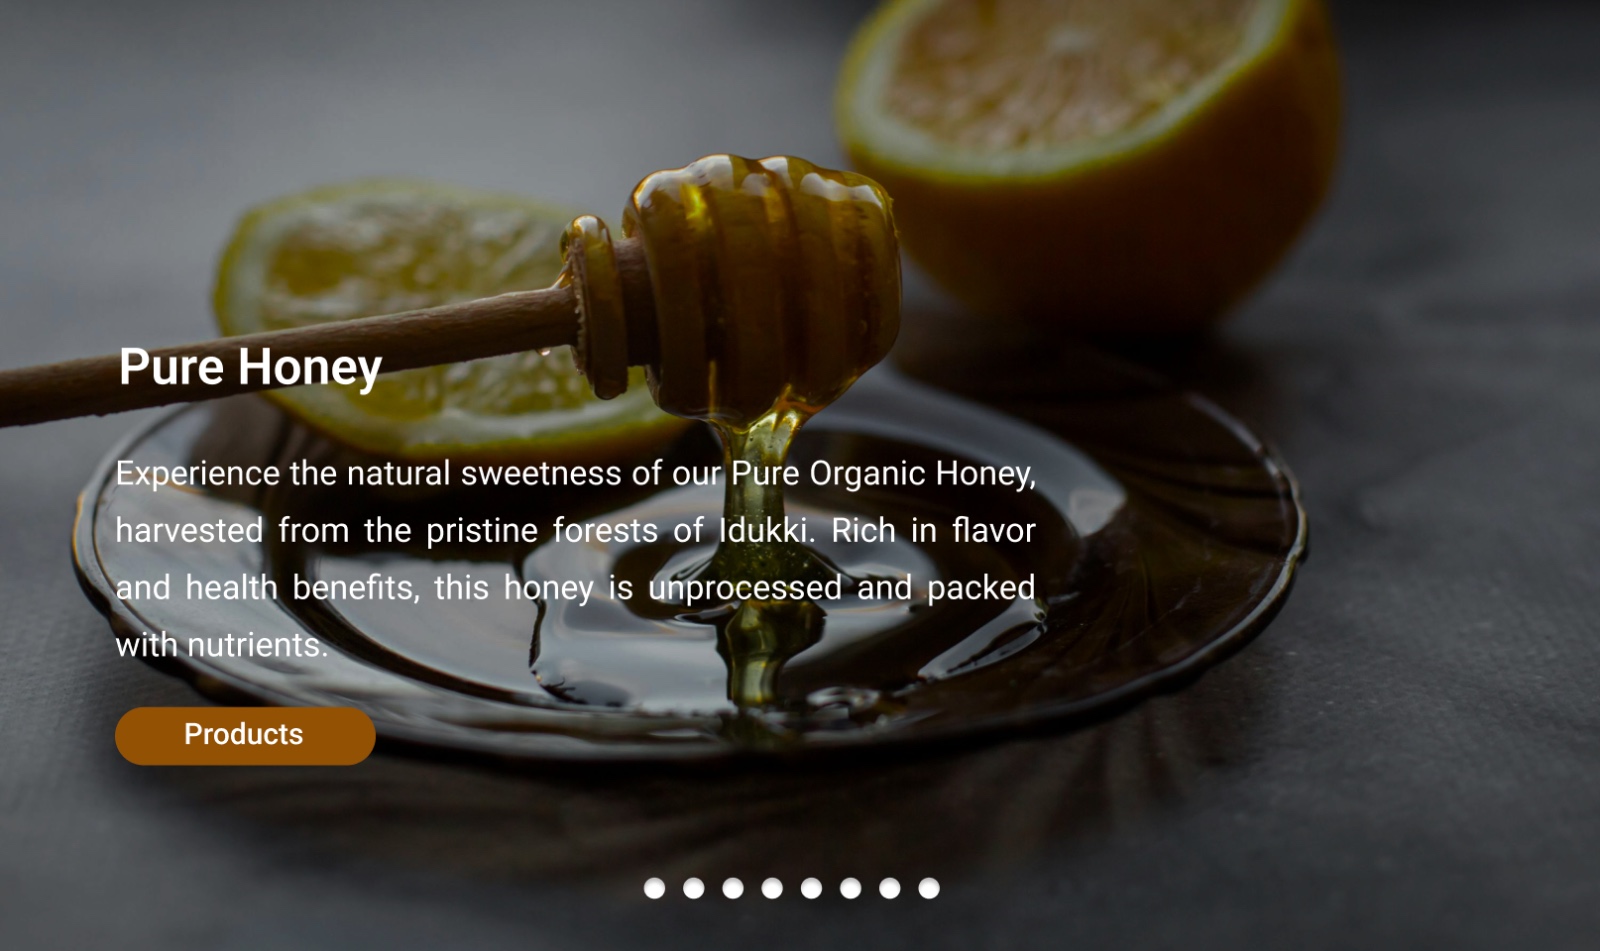 Pure Honey
Experience the natural sweetness of our Pure Organic Honey,
harvested from the pristine forests of Idukki. Rich in flavor
and health benefits, this honey is unprocessed and packed
with nutrients.
Products